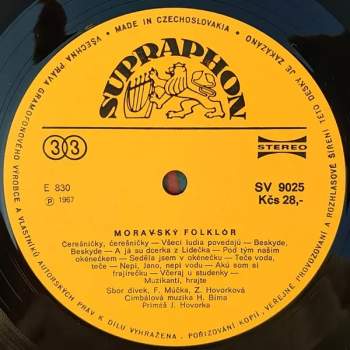 MADE IN CZECHOSLOVAKIA • VŠECHNA PRÁVA GRAMOFONOVÉHO VÝROBCE A VLASTNÍKŮ AUTORSKÝCH PRÁV K DÍLU VYHRAŽENA • POŘIZOVÁNÍ KOPIÍ, VEŘEJNÉ PROVOZOVÁNÍ A ROZHLASOVÉ ŠÍŘENÍ TÉTO DESKY JE ZAKÁZÁNO •
SUPRAPHON
33
STEREO
E 830
℗ 1967
SV 9025
Kčs 28,-
MORAVSKÝ FOLKLÓR
Čerešničky, čerešničky — Všeci ludia povedajú — Beskyde,
Beskyde — A já su dcerka z Lidečka — Pod tým naším
okénečkem — Seděla jsem v okénečku — Teče voda,
teče — Nepi, Jano, nepi vodu — Akú som si
frajírečku — Včeraj u studenky —
Muzikanti, hrajte
Sbor dívek, F. Múčka, Z. Hovorková
Cimbálová muzika H. Bíma
Primáš J. Hovorka